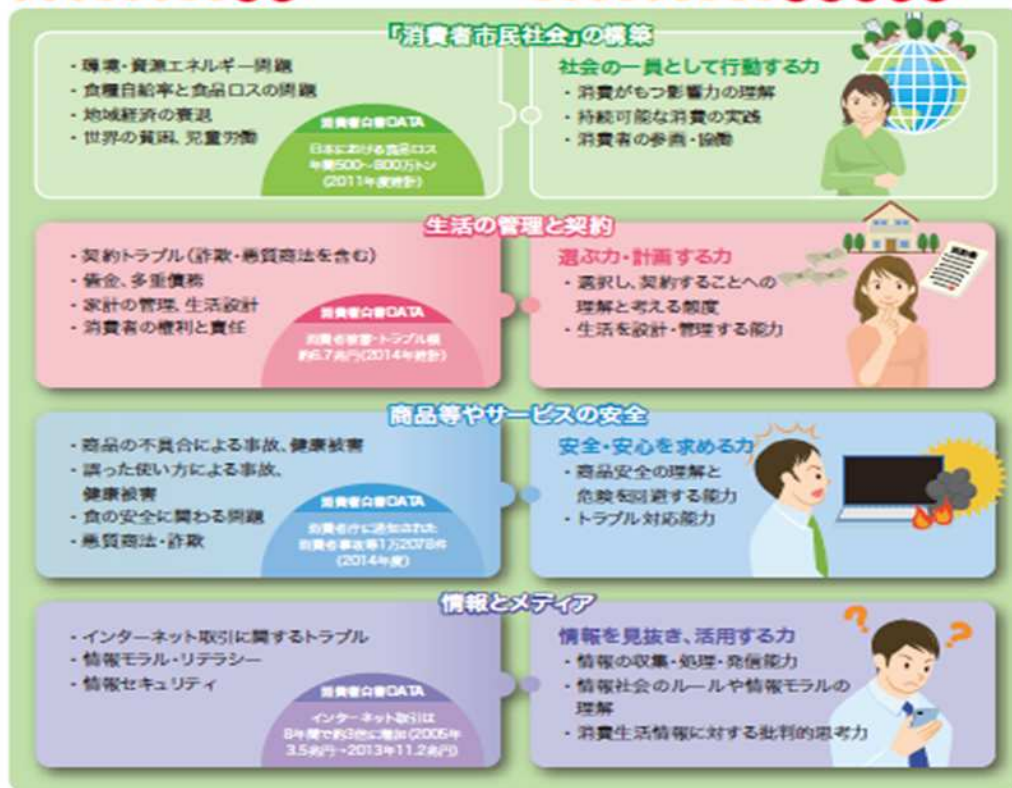 「消費者市民社会」の構築
・環境・資源エネルギー問題
・食糧自給率と食品ロスの問題
・地域経済の衰退
・世界の貧困、児童労働
消費者白書DATA
日本における食品ロス
年間500〜800万トン
(2011年度統計)
社会の一員として行動する力
・消費がもつ影響力の理解
・持続可能な消費の実践
・消費者の参画・協働
生活の管理と契約
・契約トラブル(詐欺・悪質商法を含む)
・借金、多重債務
・家計の管理、生活設計
・消費者の権利と責任
消費者白書DATA
消費者被害・トラブル額
約6.7兆円(2014年統計)
選ぶ力・計画する力
・選択し、契約することへの
理解と考える態度
・生活を設計・管理する能力
商品等やサービスの安全
・商品の不具合による事故、健康被害
・誤った使い方による事故、
健康被害
・食の安全に関わる問題
・悪質商法・詐欺
消費者白書DATA
消費者庁に通知された
消費者事故等1万2078件
(2014年度)
安全・安心を求める力
・商品安全の理解と
危険を回避する能力
・トラブル対応能力
情報とメディア
・インターネット取引に関するトラブル
・情報モラル・リテラシー
・情報セキュリティ
消費者白書DATA
インターネット取引は
8年間で約3倍に増加(2005年
3.5兆円→2013年11.2兆円)
情報を見抜き、活用する力
・情報の収集・処理・発信能力
・情報社会のルールや情報モラルの
理解
・消費生活情報に対する批判的思考力